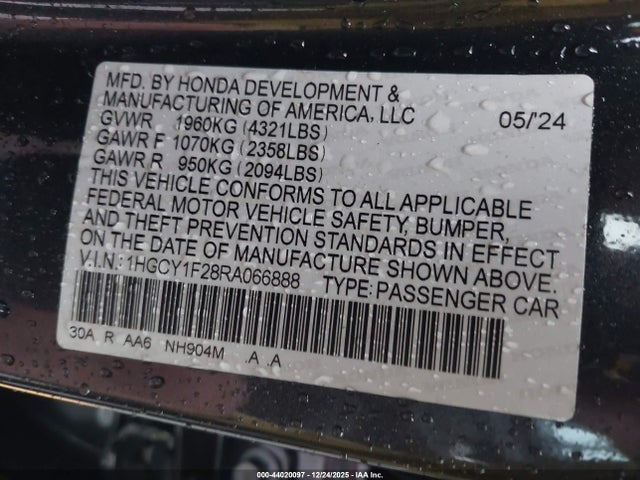 MFD. BY HONDA DEVELOPMENT &
MANUFACTURING OF AMERICA, LLC 05/'24
GVWR 1960KG (4321LBS)
GAWR F 1070KG (2358LBS)
GAWR R 950KG (2094LBS)
THIS VEHICLE CONFORMS TO ALL APPLICABLE
FEDERAL MOTOR VEHICLE SAFETY, BUMPER,
AND THEFT PREVENTION STANDARDS IN EFFECT
ON THE DATE OF MANUFACTURE SHOWN ABOVE.
V.I.N.:1HGCY1F28RA066888 TYPE:PASSENGER CAR
30A R AA6 NH904M .A .A
000-44020097 - 12/24/2025 - IAA Inc.